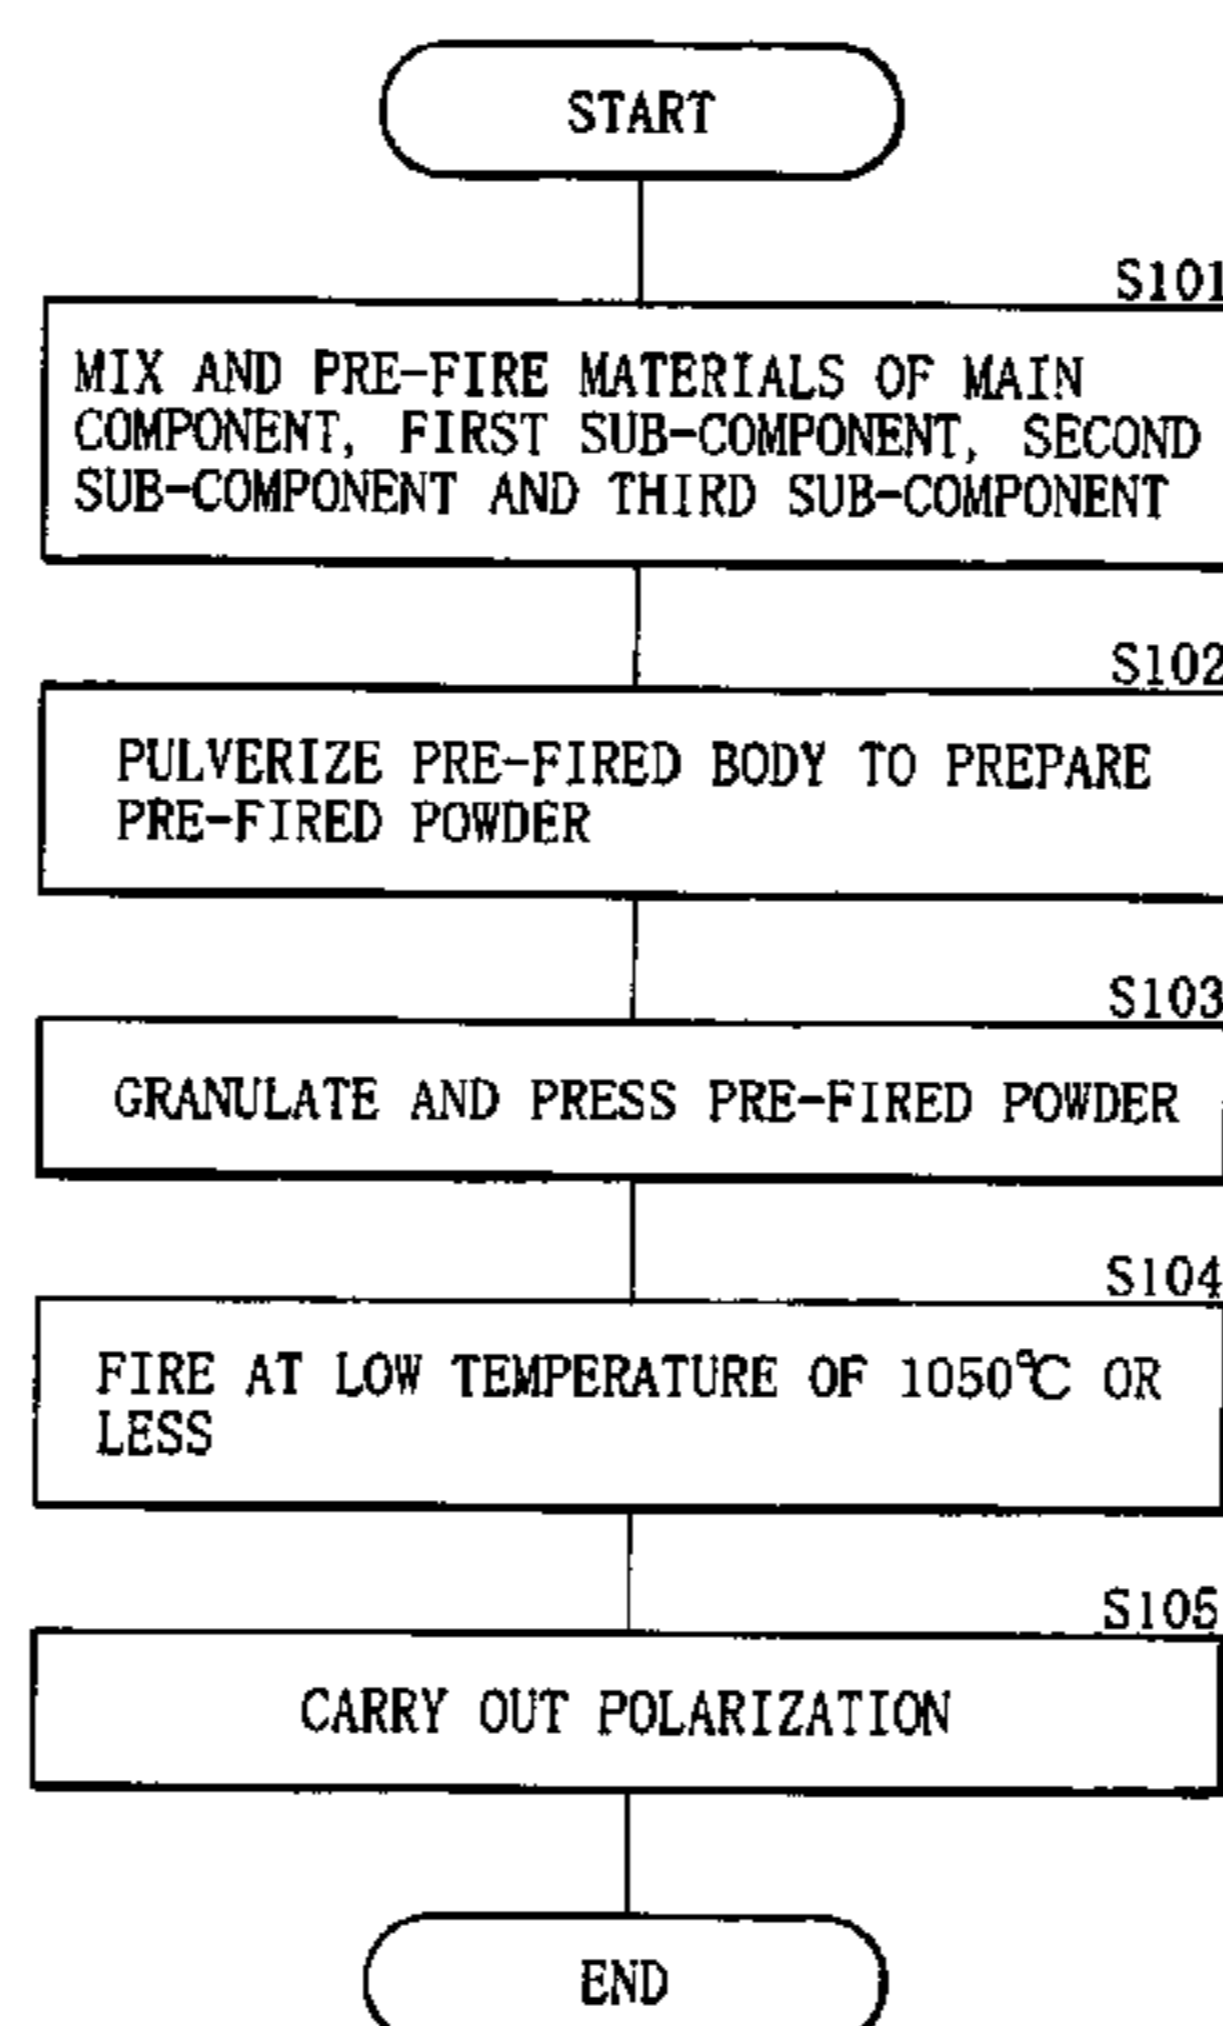 START
S101
MIX AND PRE-FIRE MATERIALS OF MAIN
COMPONENT, FIRST SUB-COMPONENT, SECOND
SUB-COMPONENT AND THIRD SUB-COMPONENT
S102
PULVERIZE PRE-FIRED BODY TO PREPARE
PRE-FIRED POWDER
S103
GRANULATE AND PRESS PRE-FIRED POWDER
S104
FIRE AT LOW TEMPERATURE OF 1050℃ OR
LESS
S105
CARRY OUT POLARIZATION
END